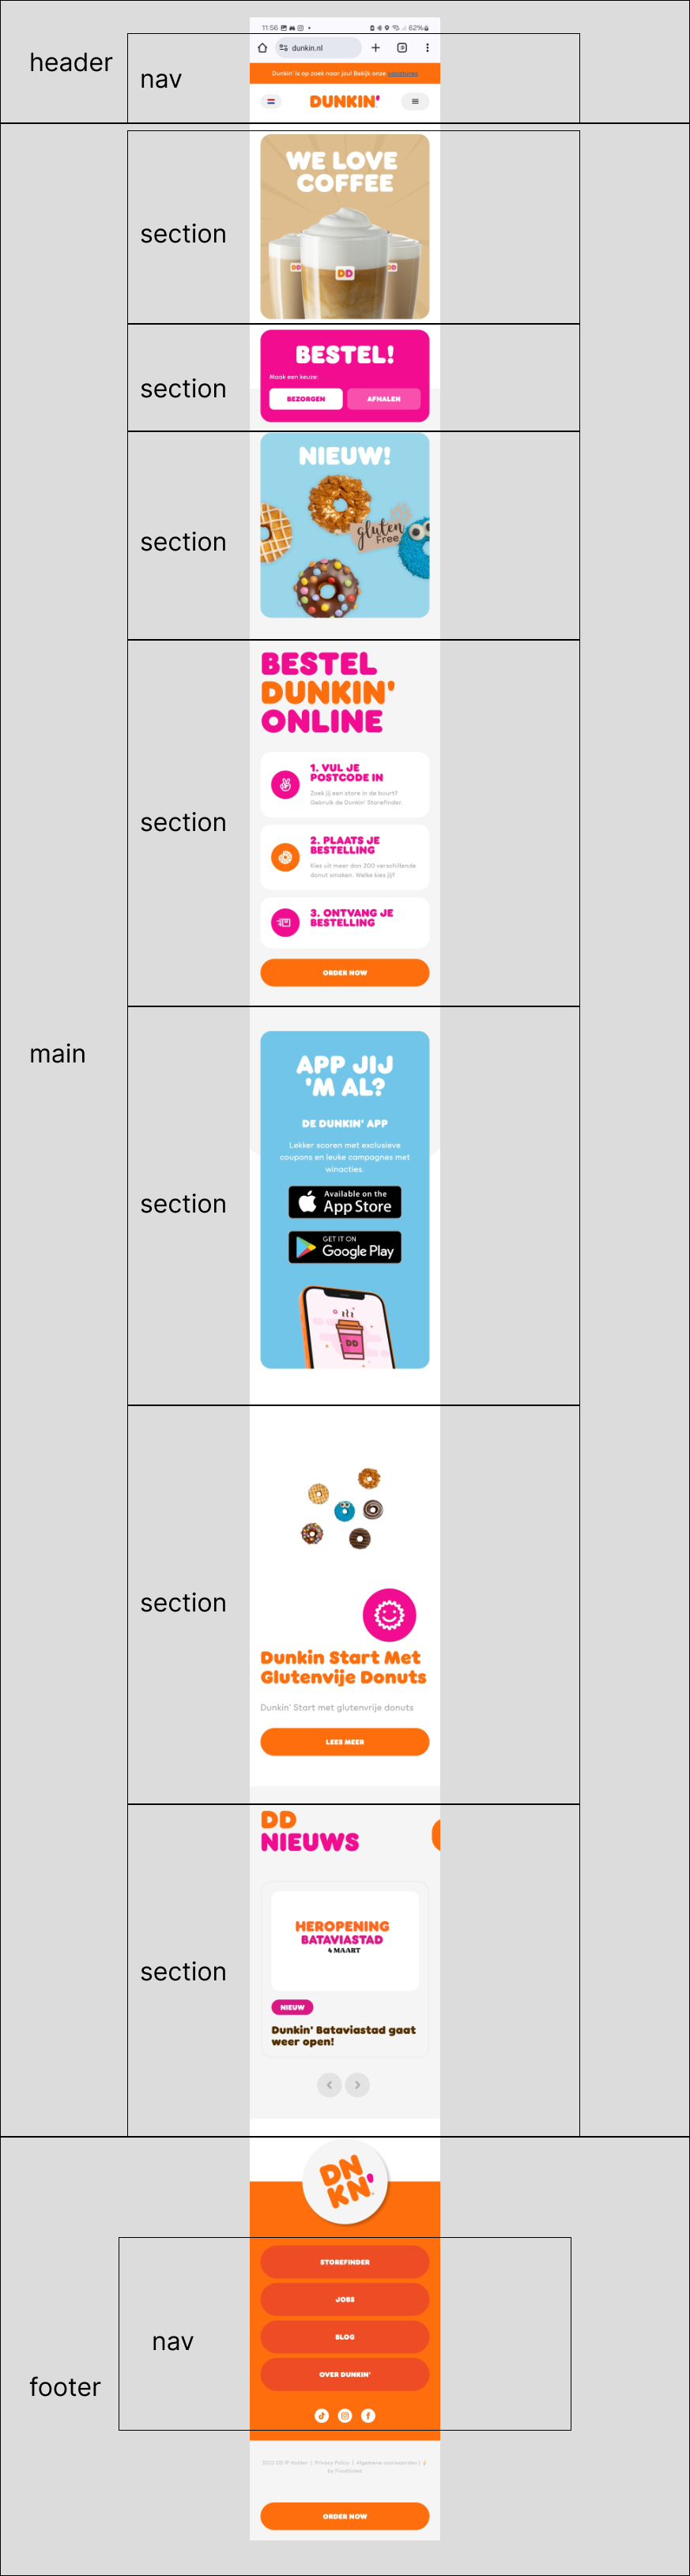 header
nav
11:56
62%
dunkin.nl
Dunkin' is op zoek naar jou! Bekijk onze vacatures
DUNKIN'
section
WE LOVE
COFFEE
DD
DD
DD
section
BESTEL!
Maak een keuze:
BEZORGEN
AFHALEN
section
NIEUW!
gluten
Free
section
BESTEL
DUNKIN'
ONLINE
1. VUL JE
POSTCODE IN
Zoek jij een store in de buurt?
Gebruik de Dunkin' Storefinder.
2. PLAATS JE
BESTELLING
Kies uit meer dan 200 verschillende
donut smaken. Welke kies jij?
3. ONTVANG JE
BESTELLING
ORDER NOW
main
section
APP JIJ
'M AL?
DE DUNKIN' APP
Lekker scoren met exclusieve
coupons en leuke campagnes met
winacties.
Available on the
App Store
GET IT ON
Google Play
DD
section
Dunkin Start Met
Glutenvije Donuts
Dunkin' Start met glutenvrije donuts
LEES MEER
section
DD
NIEUWS
HEROPENING
BATAVIASTAD
4 MAART
NIEUW
Dunkin' Bataviastad gaat
weer open!
footer
DN
KN'
nav
STOREFINDER
JOBS
BLOG
OVER DUNKIN'
Privacy Policy | Algemene voorwaarden |
ORDER NOW